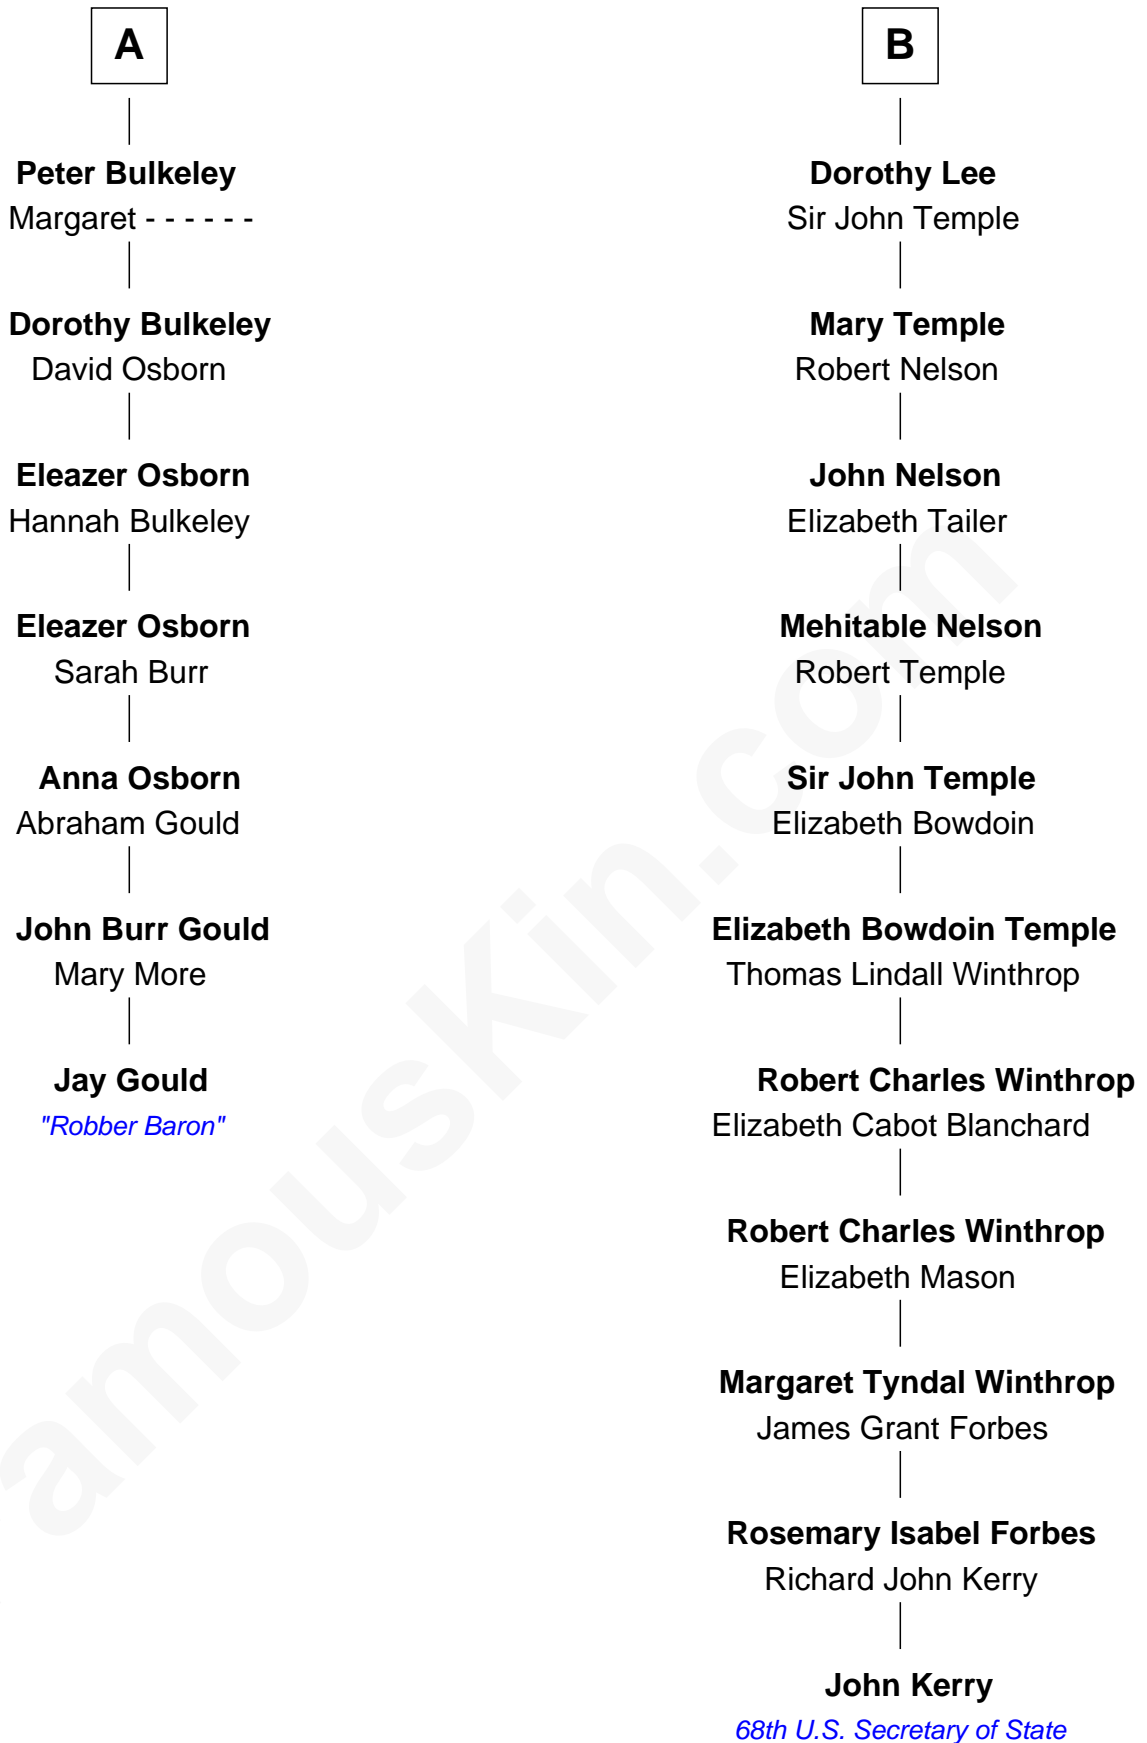 A
Peter Bulkeley
Margaret - - - - - -
Dorothy Bulkeley
David Osborn
Eleazer Osborn
Hannah Bulkeley
Eleazer Osborn
Sarah Burr
Anna Osborn
Abraham Gould
John Burr Gould
Mary More
Jay Gould
"Robber Baron"
B
Dorothy Lee
Sir John Temple
Mary Temple
Robert Nelson
John Nelson
Elizabeth Tailer
Mehitable Nelson
Robert Temple
Sir John Temple
Elizabeth Bowdoin
Elizabeth Bowdoin Temple
Thomas Lindall Winthrop
Robert Charles Winthrop
Elizabeth Cabot Blanchard
Robert Charles Winthrop
Elizabeth Mason
Margaret Tyndal Winthrop
James Grant Forbes
Rosemary Isabel Forbes
Richard John Kerry
John Kerry
68th U.S. Secretary of State
amousKin.com